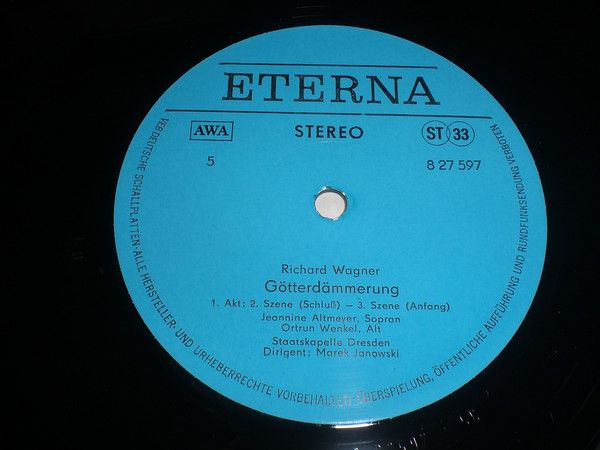 ETERNA
AWA STEREO ST 33
5 8 27 597
Richard Wagner
Götterdämmerung
1. Akt: 2. Szene (Schluß) – 3. Szene (Anfang)
Jeannine Altmeyer, Sopran
Ortrun Wenkel, Alt
Staatskapelle Dresden
Dirigent: Marek Janowski
VEB DEUTSCHE SCHALLPLATTEN · ALLE HERSTELLER- UND URHEBERRECHTE VORBEHALTEN · ÜBERSPIELUNG, ÖFFENTLICHE AUFFÜHRUNG UND RUNDFUNKSENDUNG VERBOTEN